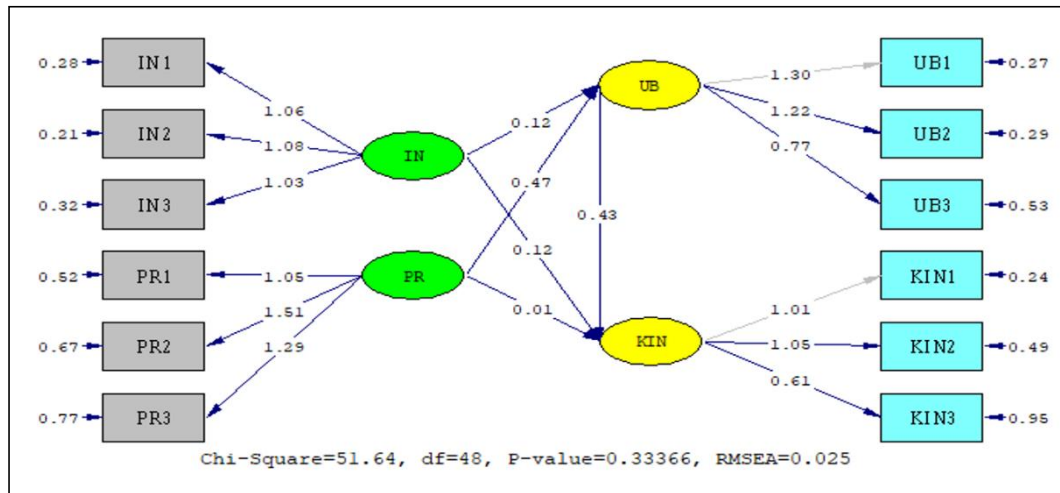 0.28
IN1
0.21
IN2
0.32
IN3
0.52
PR1
0.67
PR2
0.77
PR3
1.06
1.08
1.03
1.05
1.51
1.29
IN
PR
0.12
0.47
0.43
0.12
0.01
UB
KIN
1.30
1.22
0.77
1.01
1.05
0.61
UB1
0.27
UB2
0.29
UB3
0.53
KIN1
0.24
KIN2
0.49
KIN3
0.95
Chi-Square=51.64, df=48, P-value=0.33366, RMSEA=0.025